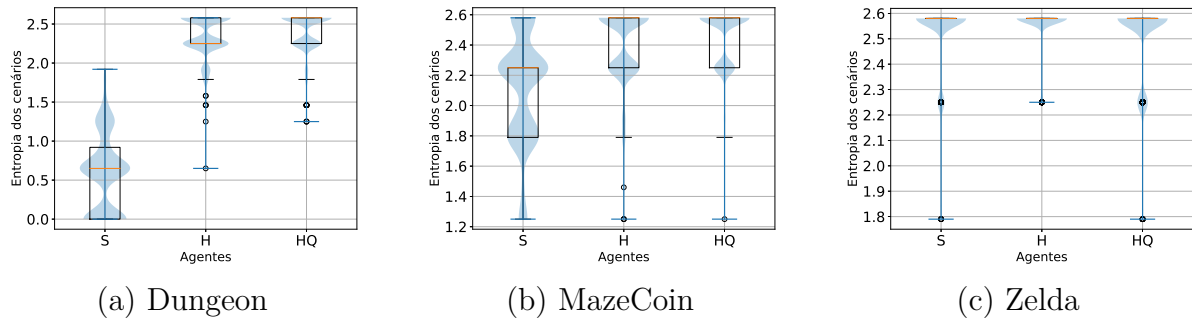 Entropia dos cenários
2.5
2.0
1.5
1.0
0.5
0.0
S H HQ
Agentes
(a) Dungeon
Entropia dos cenários
2.6
2.4
2.2
2.0
1.8
1.6
1.4
1.2
S H HQ
Agentes
(b) MazeCoin
Entropia dos cenários
2.6
2.5
2.4
2.3
2.2
2.1
2.0
1.9
1.8
S H HQ
Agentes
(c) Zelda